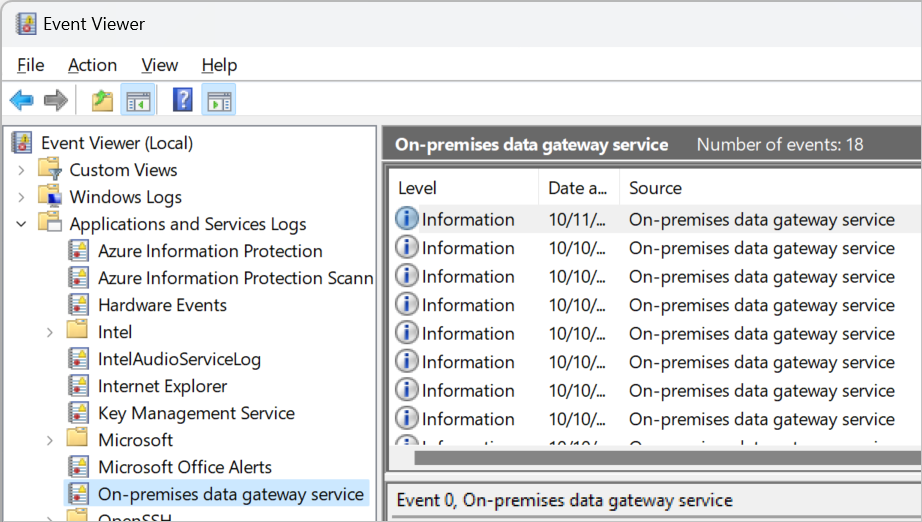 Event Viewer
File Action View Help
Event Viewer (Local)
Custom Views
Windows Logs
Applications and Services Logs
Azure Information Protection
Azure Information Protection Scann
Hardware Events
Intel
IntelAudioServiceLog
Internet Explorer
Key Management Service
Microsoft
Microsoft Office Alerts
On-premises data gateway service
OpenSSH
On-premises data gateway service Number of events: 18
Level Date a... Source
Information 10/11/... On-premises data gateway service
Information 10/10/... On-premises data gateway service
Information 10/10/... On-premises data gateway service
Information 10/10/... On-premises data gateway service
Information 10/10/... On-premises data gateway service
Information 10/10/... On-premises data gateway service
Information 10/10/... On-premises data gateway service
Information 10/10/... On-premises data gateway service
Event 0, On-premises data gateway service